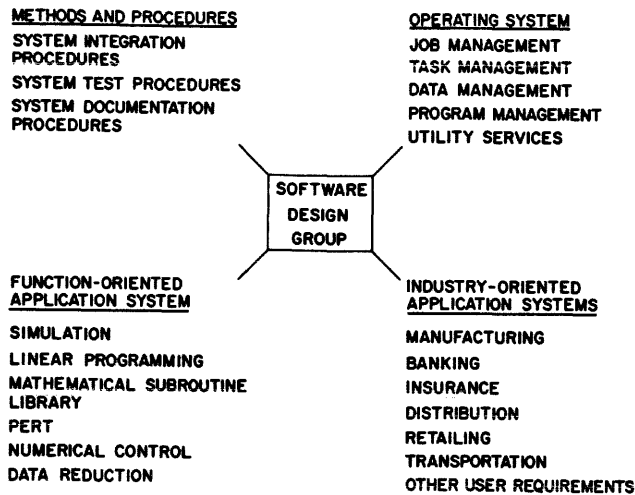 METHODS AND PROCEDURES
SYSTEM INTEGRATION
PROCEDURES
SYSTEM TEST PROCEDURES
SYSTEM DOCUMENTATION
PROCEDURES
OPERATING SYSTEM
JOB MANAGEMENT
TASK MANAGEMENT
DATA MANAGEMENT
PROGRAM MANAGEMENT
UTILITY SERVICES
SOFTWARE
DESIGN
GROUP
FUNCTION-ORIENTED
APPLICATION SYSTEM
SIMULATION
LINEAR PROGRAMMING
MATHEMATICAL SUBROUTINE
LIBRARY
PERT
NUMERICAL CONTROL
DATA REDUCTION
INDUSTRY-ORIENTED
APPLICATION SYSTEMS
MANUFACTURING
BANKING
INSURANCE
DISTRIBUTION
RETAILING
TRANSPORTATION
OTHER USER REQUIREMENTS